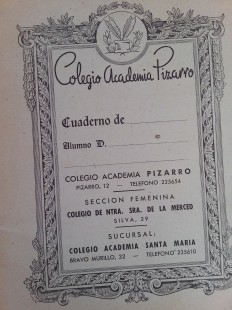 Colegio Academia Pizarro
Cuaderno de
Alumno D.
COLEGIO ACADEMIA PIZARRO
PIZARRO, 12 — TELEFONO 225654
SECCION FEMENINA
COLEGIO DE NTRA. SRA. DE LA MERCED
SILVA, 29
SUCURSAL:
COLEGIO ACADEMIA SANTA MARIA
BRAVO MURILLO, 32 — TELEFONO 235610